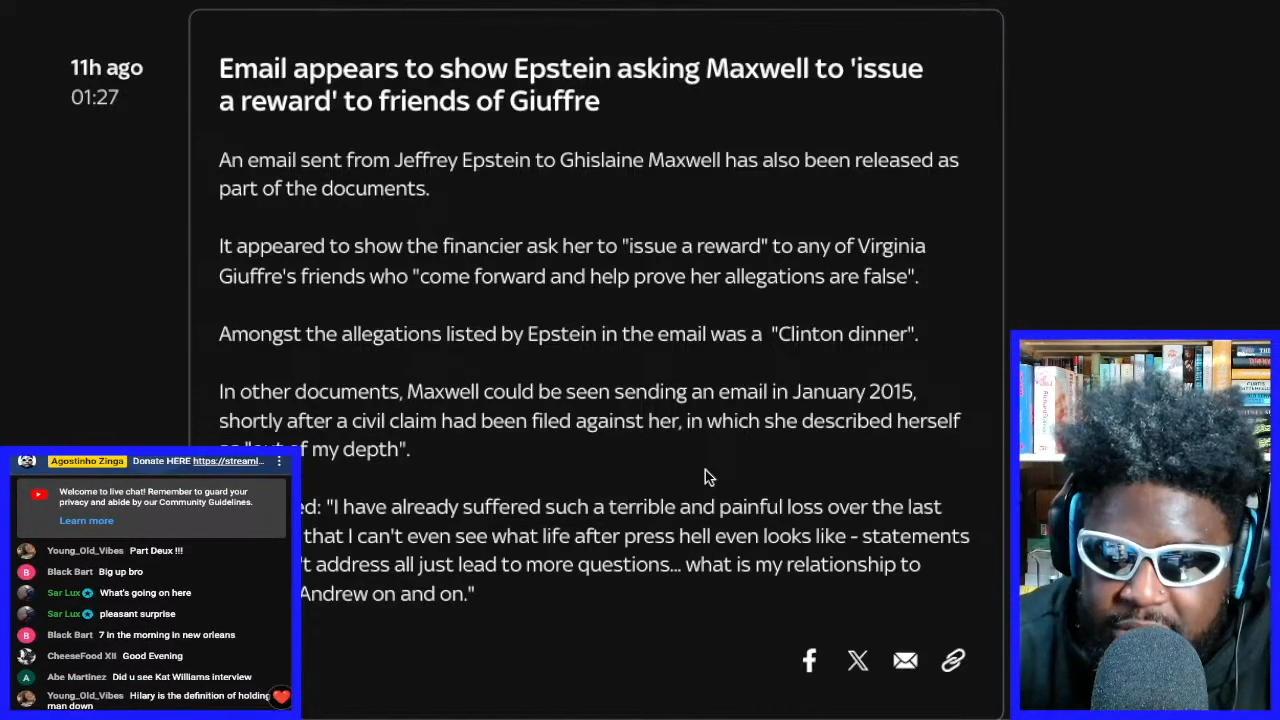 11h ago
01:27
Email appears to show Epstein asking Maxwell to 'issue
a reward' to friends of Giuffre
An email sent from Jeffrey Epstein to Ghislaine Maxwell has also been released as
part of the documents.
It appeared to show the financier ask her to "issue a reward" to any of Virginia
Giuffre's friends who "come forward and help prove her allegations are false".
Amongst the allegations listed by Epstein in the email was a "Clinton dinner".
In other documents, Maxwell could be seen sending an email in January 2015,
shortly after a civil claim had been filed against her, in which she described herself
of my depth".
ed: "I have already suffered such a terrible and painful loss over the last
that I can't even see what life after press hell even looks like - statements
't address all just lead to more questions... what is my relationship to
Andrew on and on."
Agostinho Zinga Donate HERE https://streaml...
Welcome to live chat! Remember to guard your
privacy and abide by our Community Guidelines.
Learn more
Young_Old_Vibes Part Deux !!!
B Black Bart Big up bro
Sar Lux What's going on here
Sar Lux pleasant surprise
B Black Bart 7 in the morning in new orleans
CheeseFood XII Good Evening
A Abe Martinez Did u see Kat Williams interview
Young_Old_Vibes Hilary is the definition of holding
man down